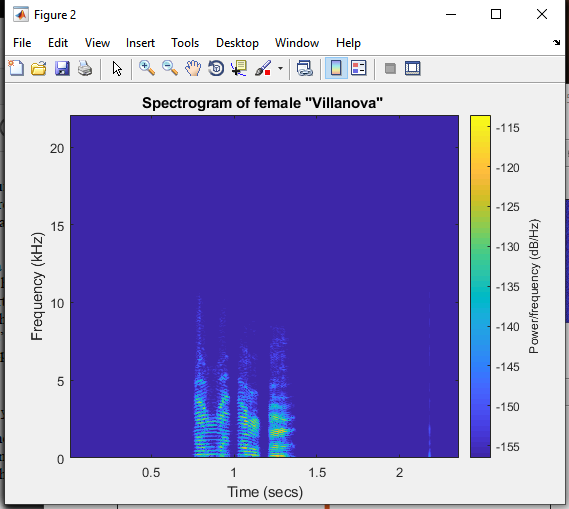 Figure 2
File Edit View Insert Tools Desktop Window Help
Spectrogram of female "Villanova"
20
15
10
5
0
Frequency (kHz)
0.5 1 1.5 2
Time (secs)
-115
-120
-125
-130
-135
-140
-145
-150
-155
Power/frequency (dB/Hz)